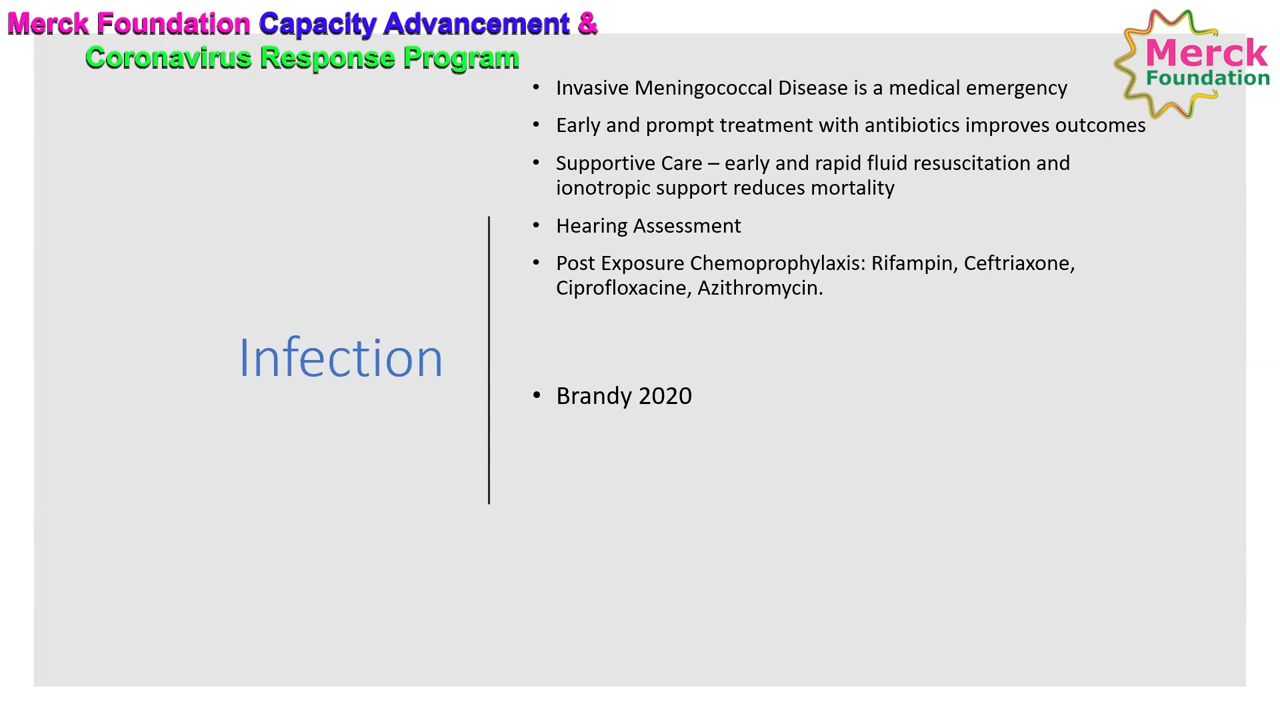 Merck Foundation Capacity Advancement &
Coronavirus Response Program
Merck
Foundation
• Invasive Meningococcal Disease is a medical emergency
• Early and prompt treatment with antibiotics improves outcomes
• Supportive Care – early and rapid fluid resuscitation and
ionotropic support reduces mortality
• Hearing Assessment
• Post Exposure Chemoprophylaxis: Rifampin, Ceftriaxone,
Ciprofloxacine, Azithromycin.
Infection
• Brandy 2020